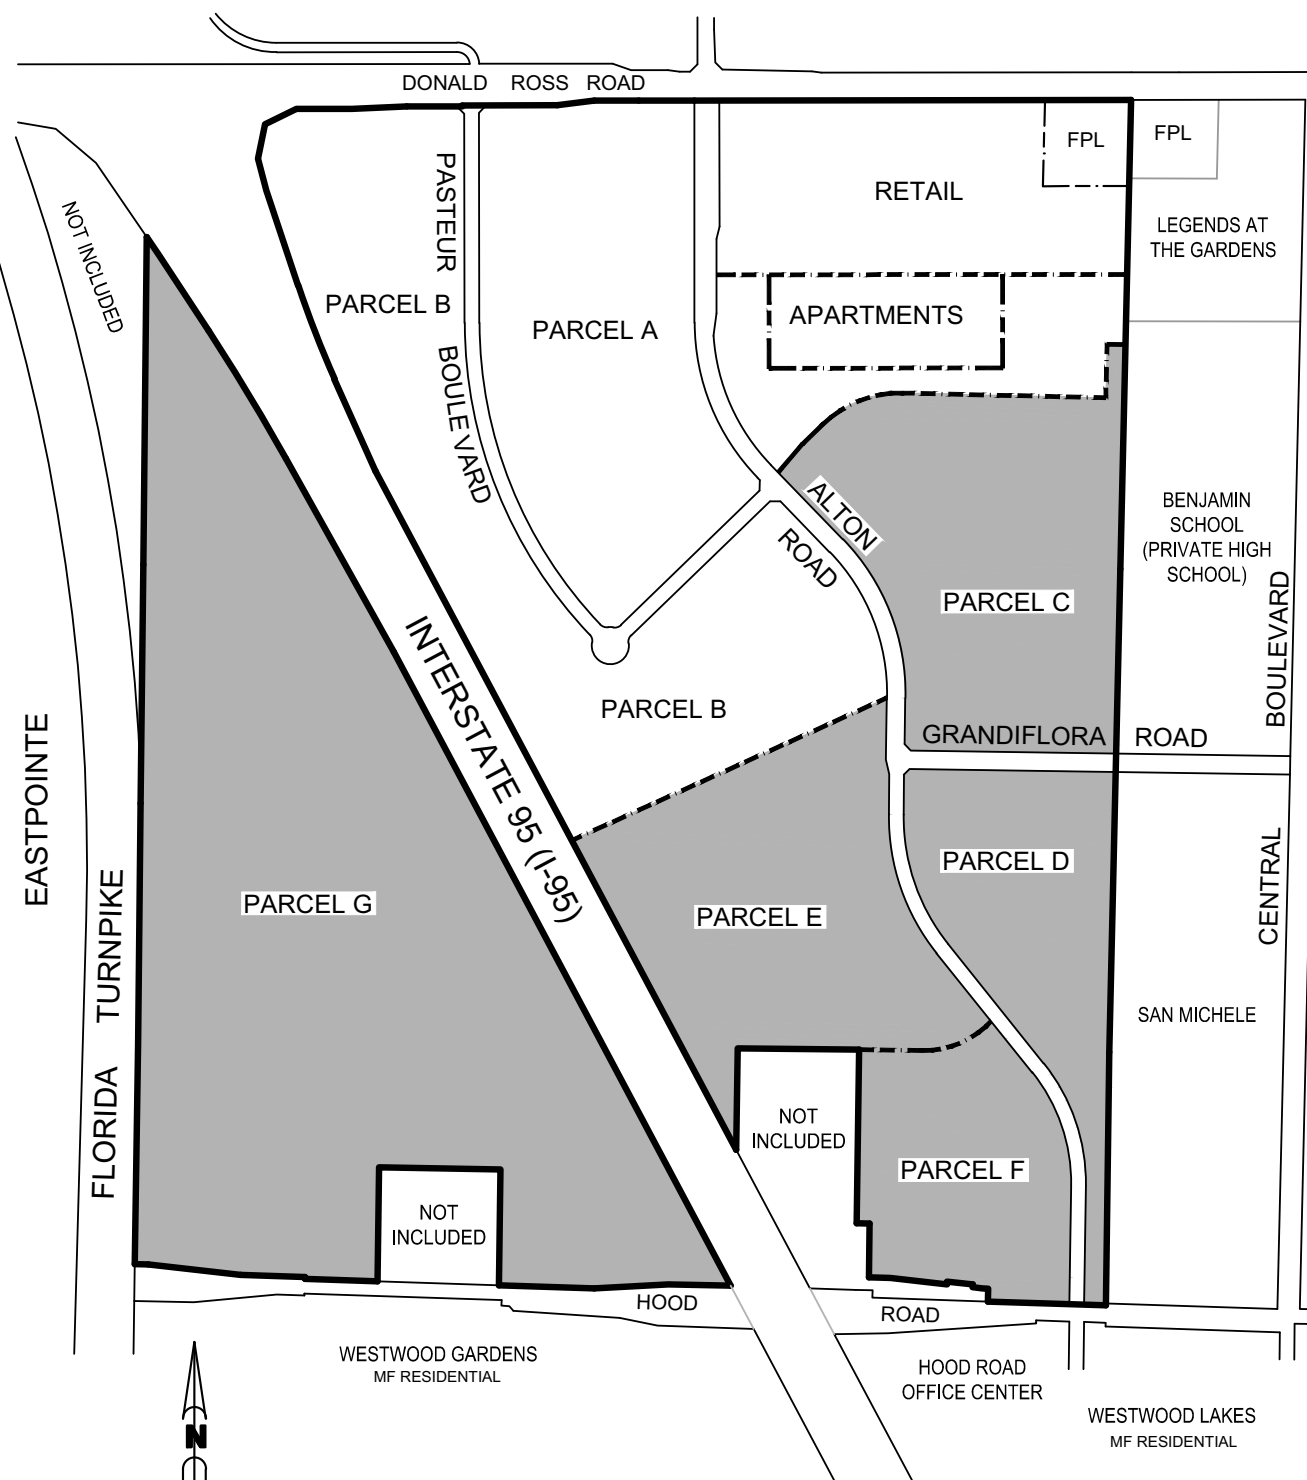 DONALD ROSS ROAD
FPL
FPL
RETAIL
PASTEUR
BOULEVARD
NOT INCLUDED
LEGENDS AT
THE GARDENS
PARCEL B
PARCEL A
APARTMENTS
ALTON
ROAD
BENJAMIN
SCHOOL
(PRIVATE HIGH
SCHOOL)
PARCEL C
INTERSTATE 95 (I-95)
PARCEL B
GRANDIFLORA ROAD
CENTRAL BOULEVARD
EASTPOINTE
FLORIDA TURNPIKE
PARCEL G
PARCEL E
PARCEL D
SAN MICHELE
NOT
INCLUDED
PARCEL F
NOT
INCLUDED
HOOD ROAD
WESTWOOD GARDENS
MF RESIDENTIAL
HOOD ROAD
OFFICE CENTER
WESTWOOD LAKES
MF RESIDENTIAL
N